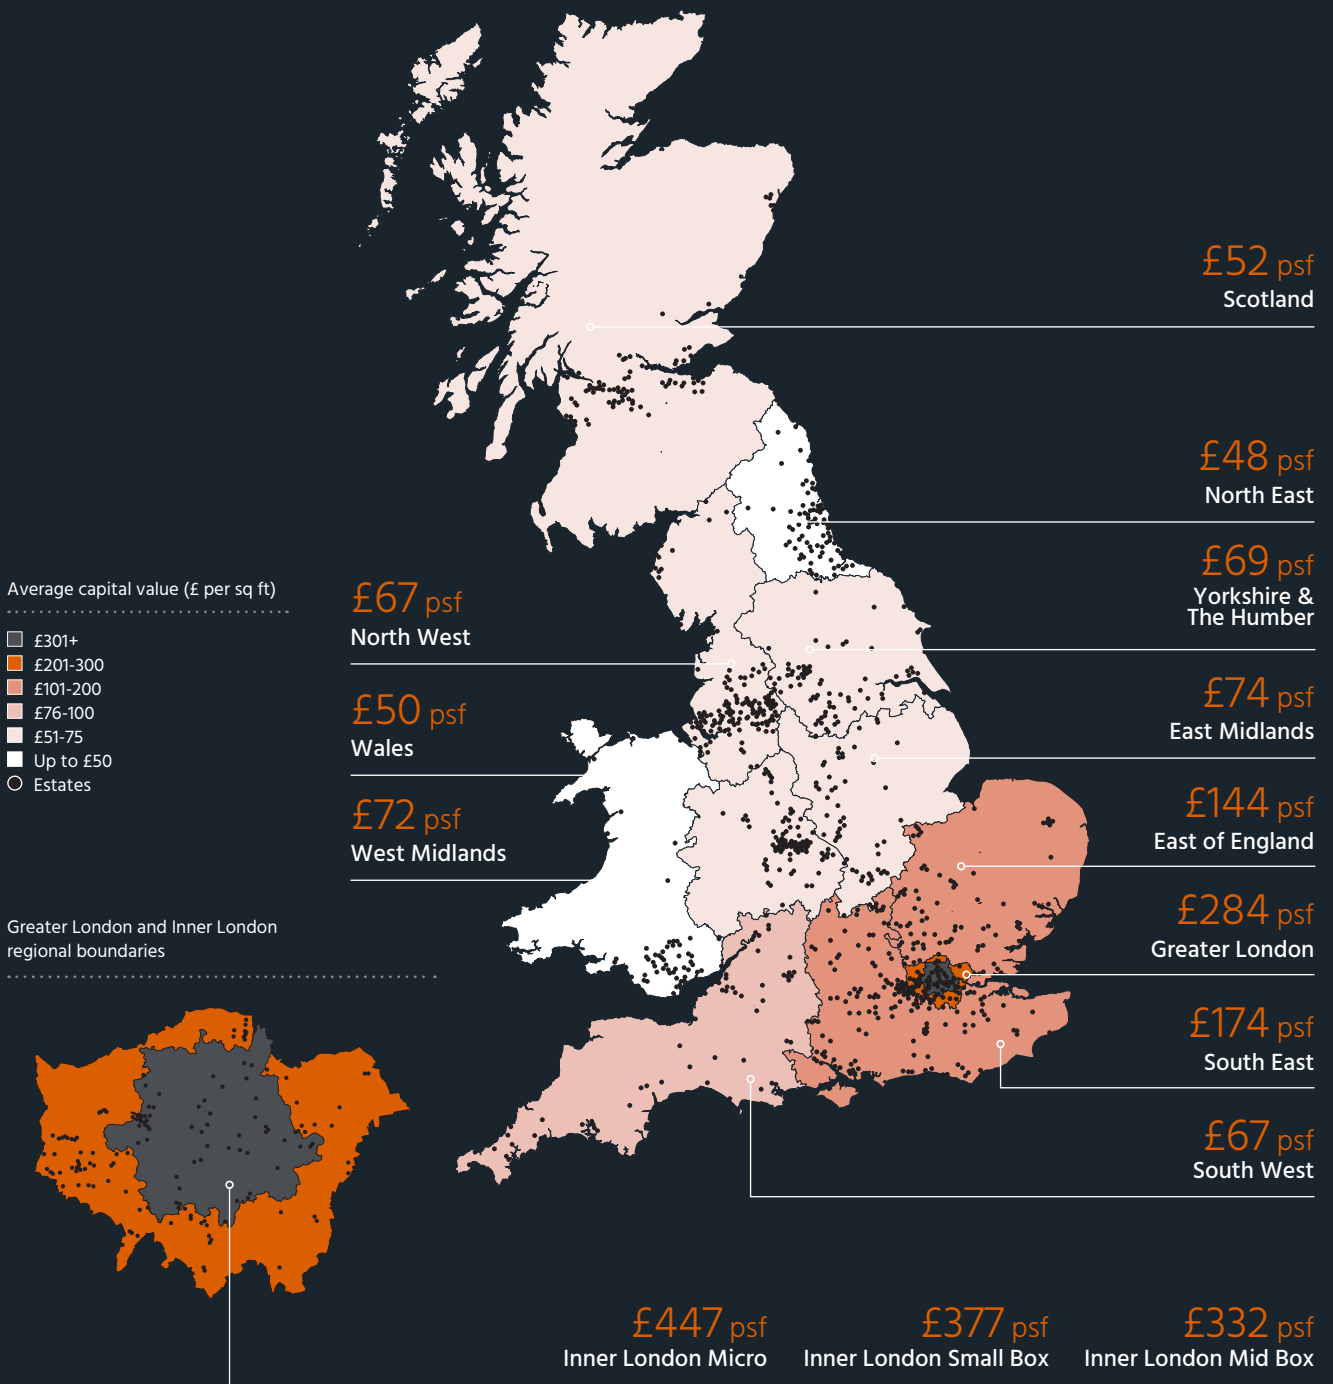 £52 psf
Scotland
£48 psf
North East
£69 psf
Yorkshire &
The Humber
£74 psf
East Midlands
£144 psf
East of England
£284 psf
Greater London
£174 psf
South East
£67 psf
South West
£67 psf
North West
£50 psf
Wales
£72 psf
West Midlands
Average capital value (£ per sq ft)
£301+
£201-300
£101-200
£76-100
£51-75
Up to £50
Estates
Greater London and Inner London
regional boundaries
£447 psf
Inner London Micro
£377 psf
Inner London Small Box
£332 psf
Inner London Mid Box